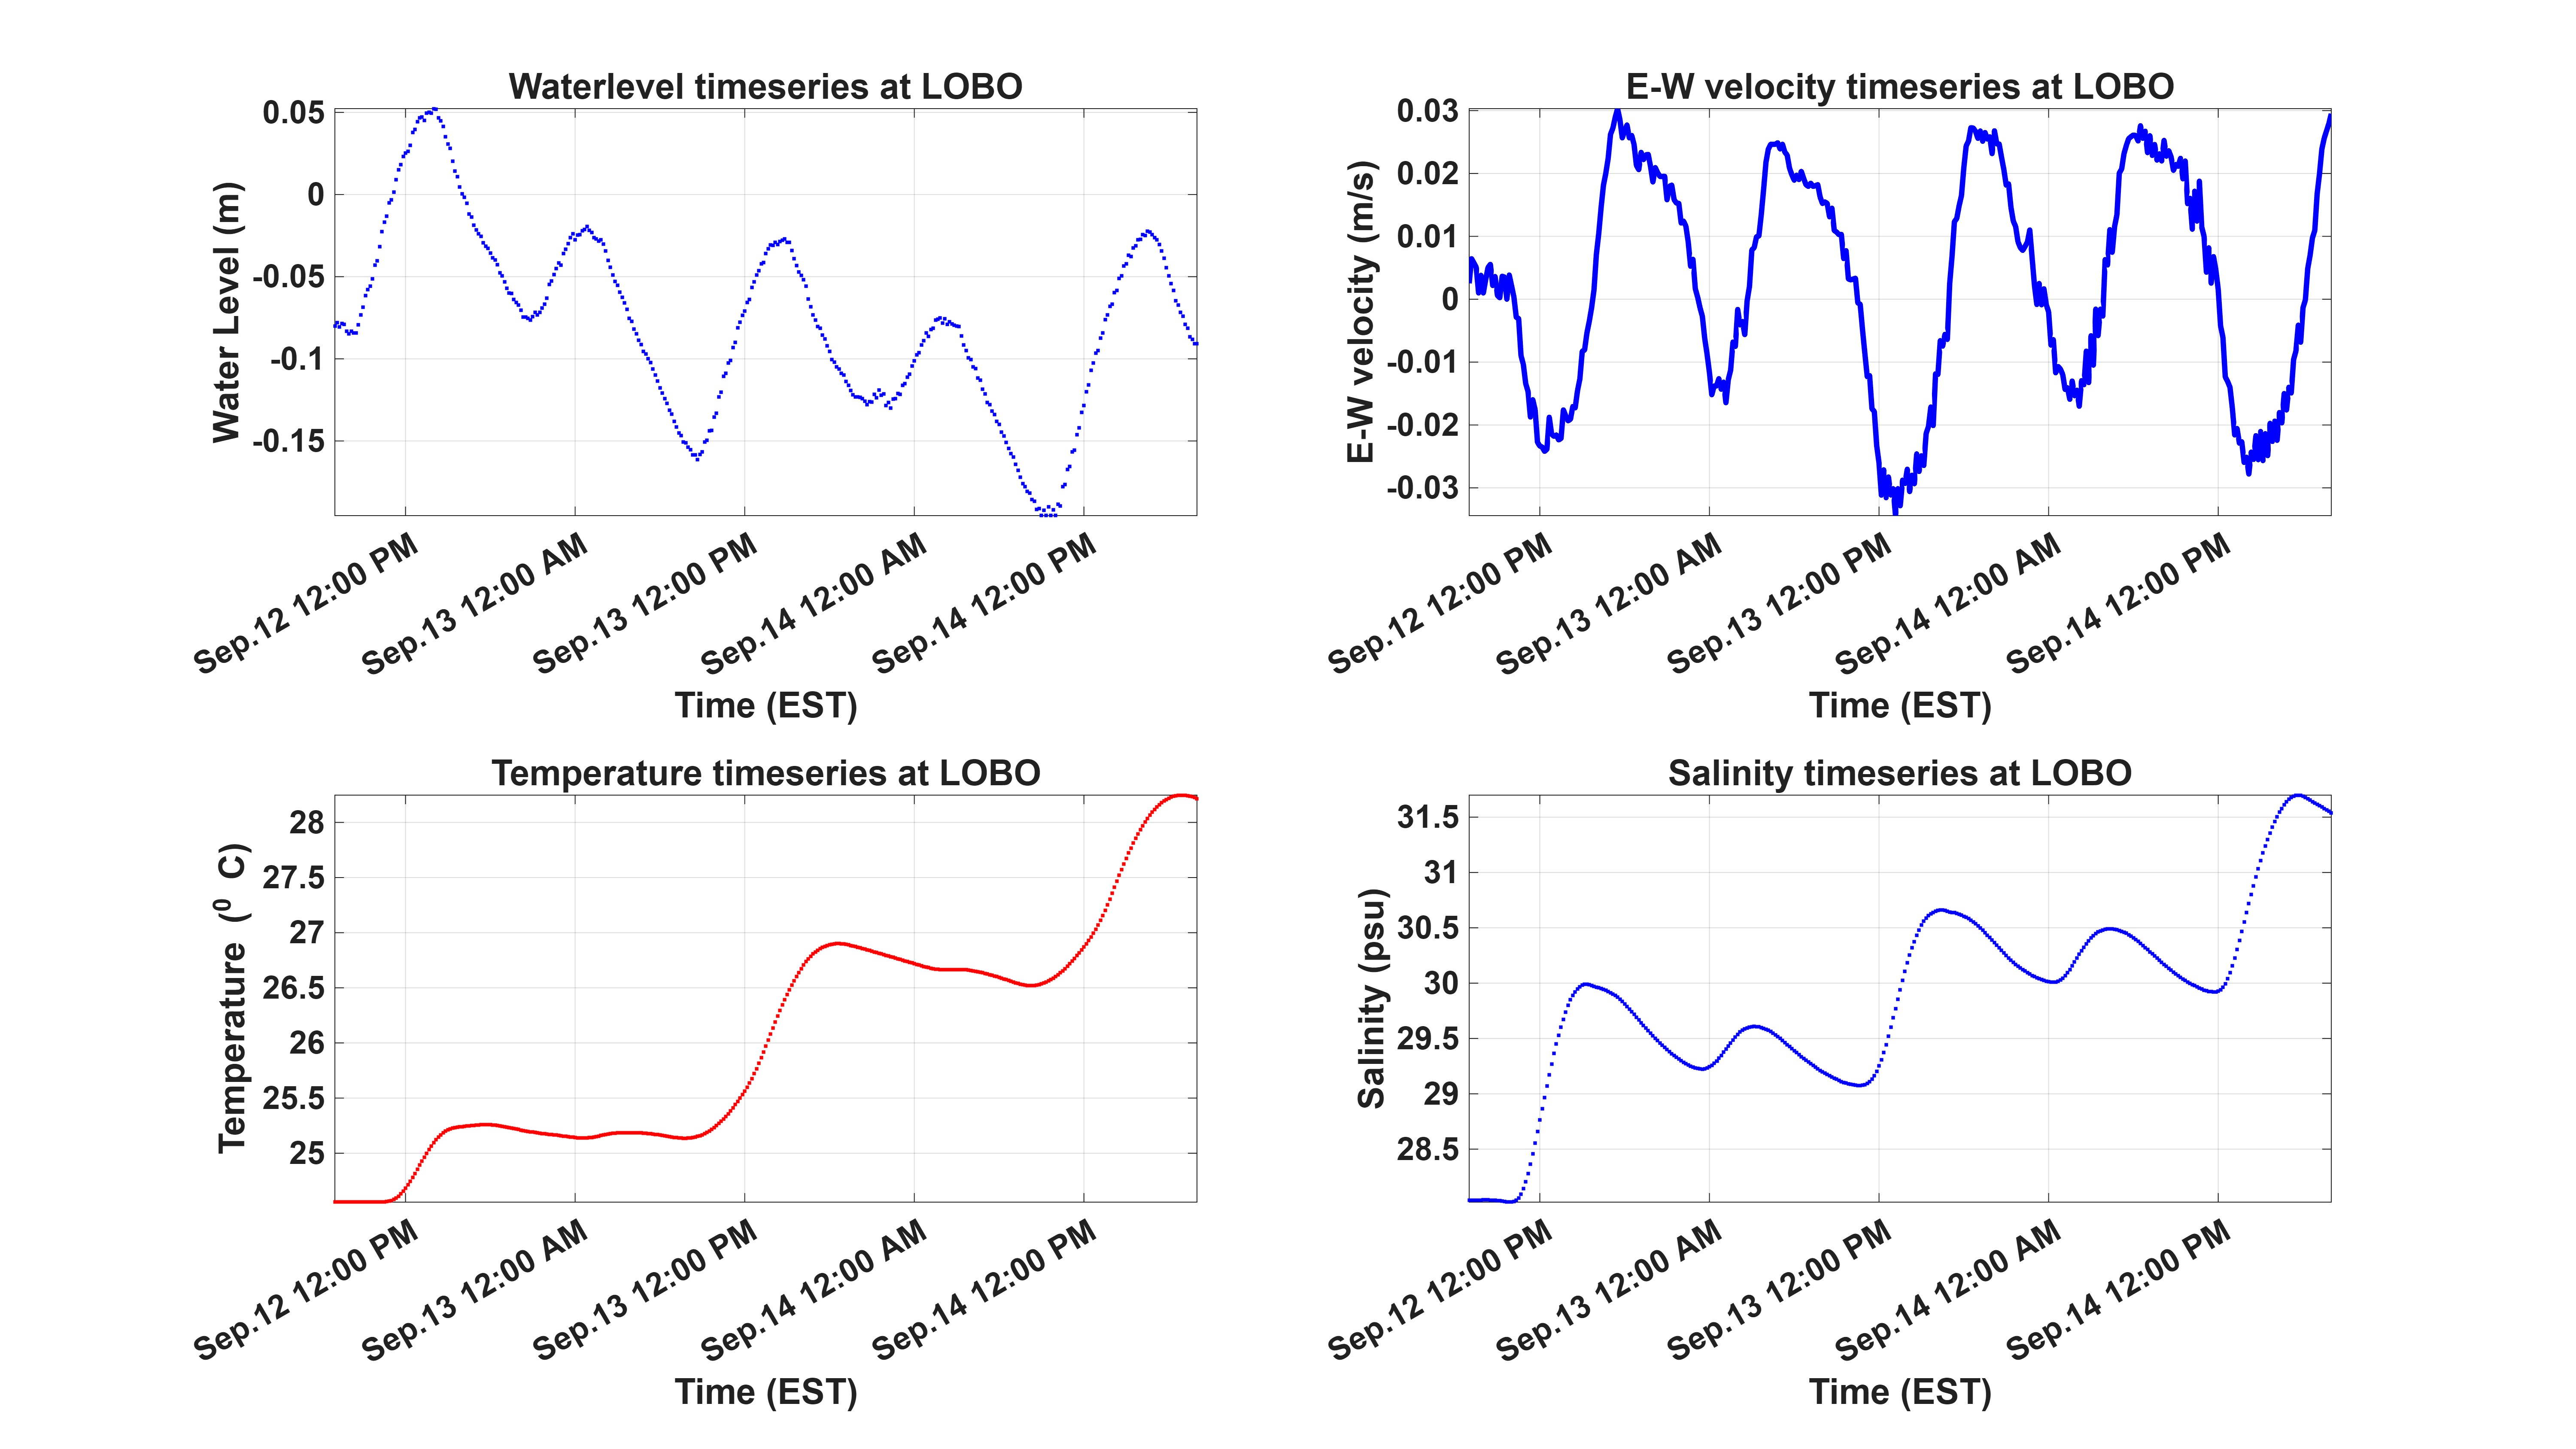 Waterlevel timeseries at LOBO
Water Level (m)
0.05
0
-0.05
-0.1
-0.15
Sep.12 12:00 PM
Sep.13 12:00 AM
Sep.13 12:00 PM
Sep.14 12:00 AM
Sep.14 12:00 PM
Time (EST)
E-W velocity timeseries at LOBO
E-W velocity (m/s)
0.03
0.02
0.01
0
-0.01
-0.02
-0.03
Sep.12 12:00 PM
Sep.13 12:00 AM
Sep.13 12:00 PM
Sep.14 12:00 AM
Sep.14 12:00 PM
Time (EST)
Temperature timeseries at LOBO
Temperature (⁰ C)
28
27.5
27
26.5
26
25.5
25
Sep.12 12:00 PM
Sep.13 12:00 AM
Sep.13 12:00 PM
Sep.14 12:00 AM
Sep.14 12:00 PM
Time (EST)
Salinity timeseries at LOBO
Salinity (psu)
31.5
31
30.5
30
29.5
29
28.5
Sep.12 12:00 PM
Sep.13 12:00 AM
Sep.13 12:00 PM
Sep.14 12:00 AM
Sep.14 12:00 PM
Time (EST)